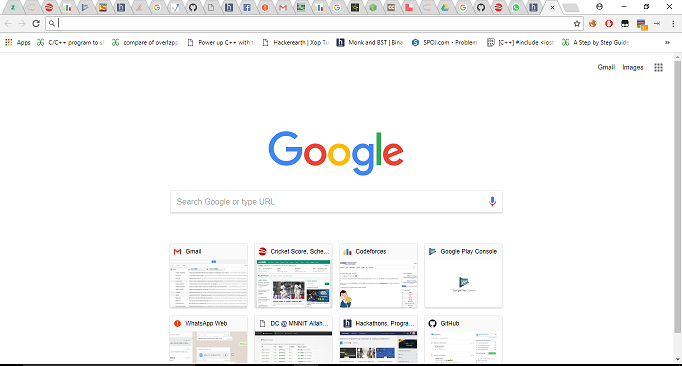 Apps
C/C++ program to s
compare of overlapp
Power up C++ with t
Hackerearth | Xop Tu
Monk and BST | Bina
SPOJ.com - Problem
[C++] #include <iost
A Step by Step Guide
Gmail Images
Google
Search Google or type URL
Gmail
Cricket Score, Sche...
Codeforces
Google Play Console
WhatsApp Web
DC @ MNNIT Allah...
Hackathons, Progra...
GitHub